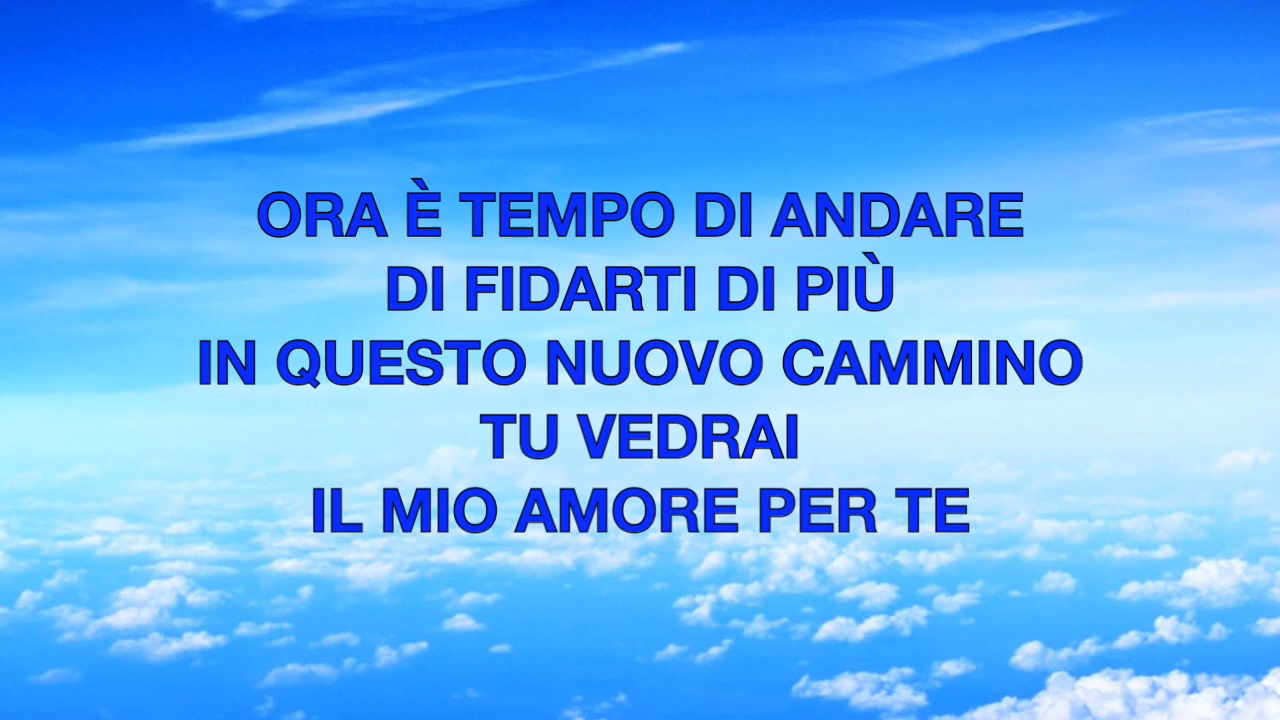 ORA È TEMPO DI ANDARE
DI FIDARTI DI PIÙ
IN QUESTO NUOVO CAMMINO
TU VEDRAI
IL MIO AMORE PER TE